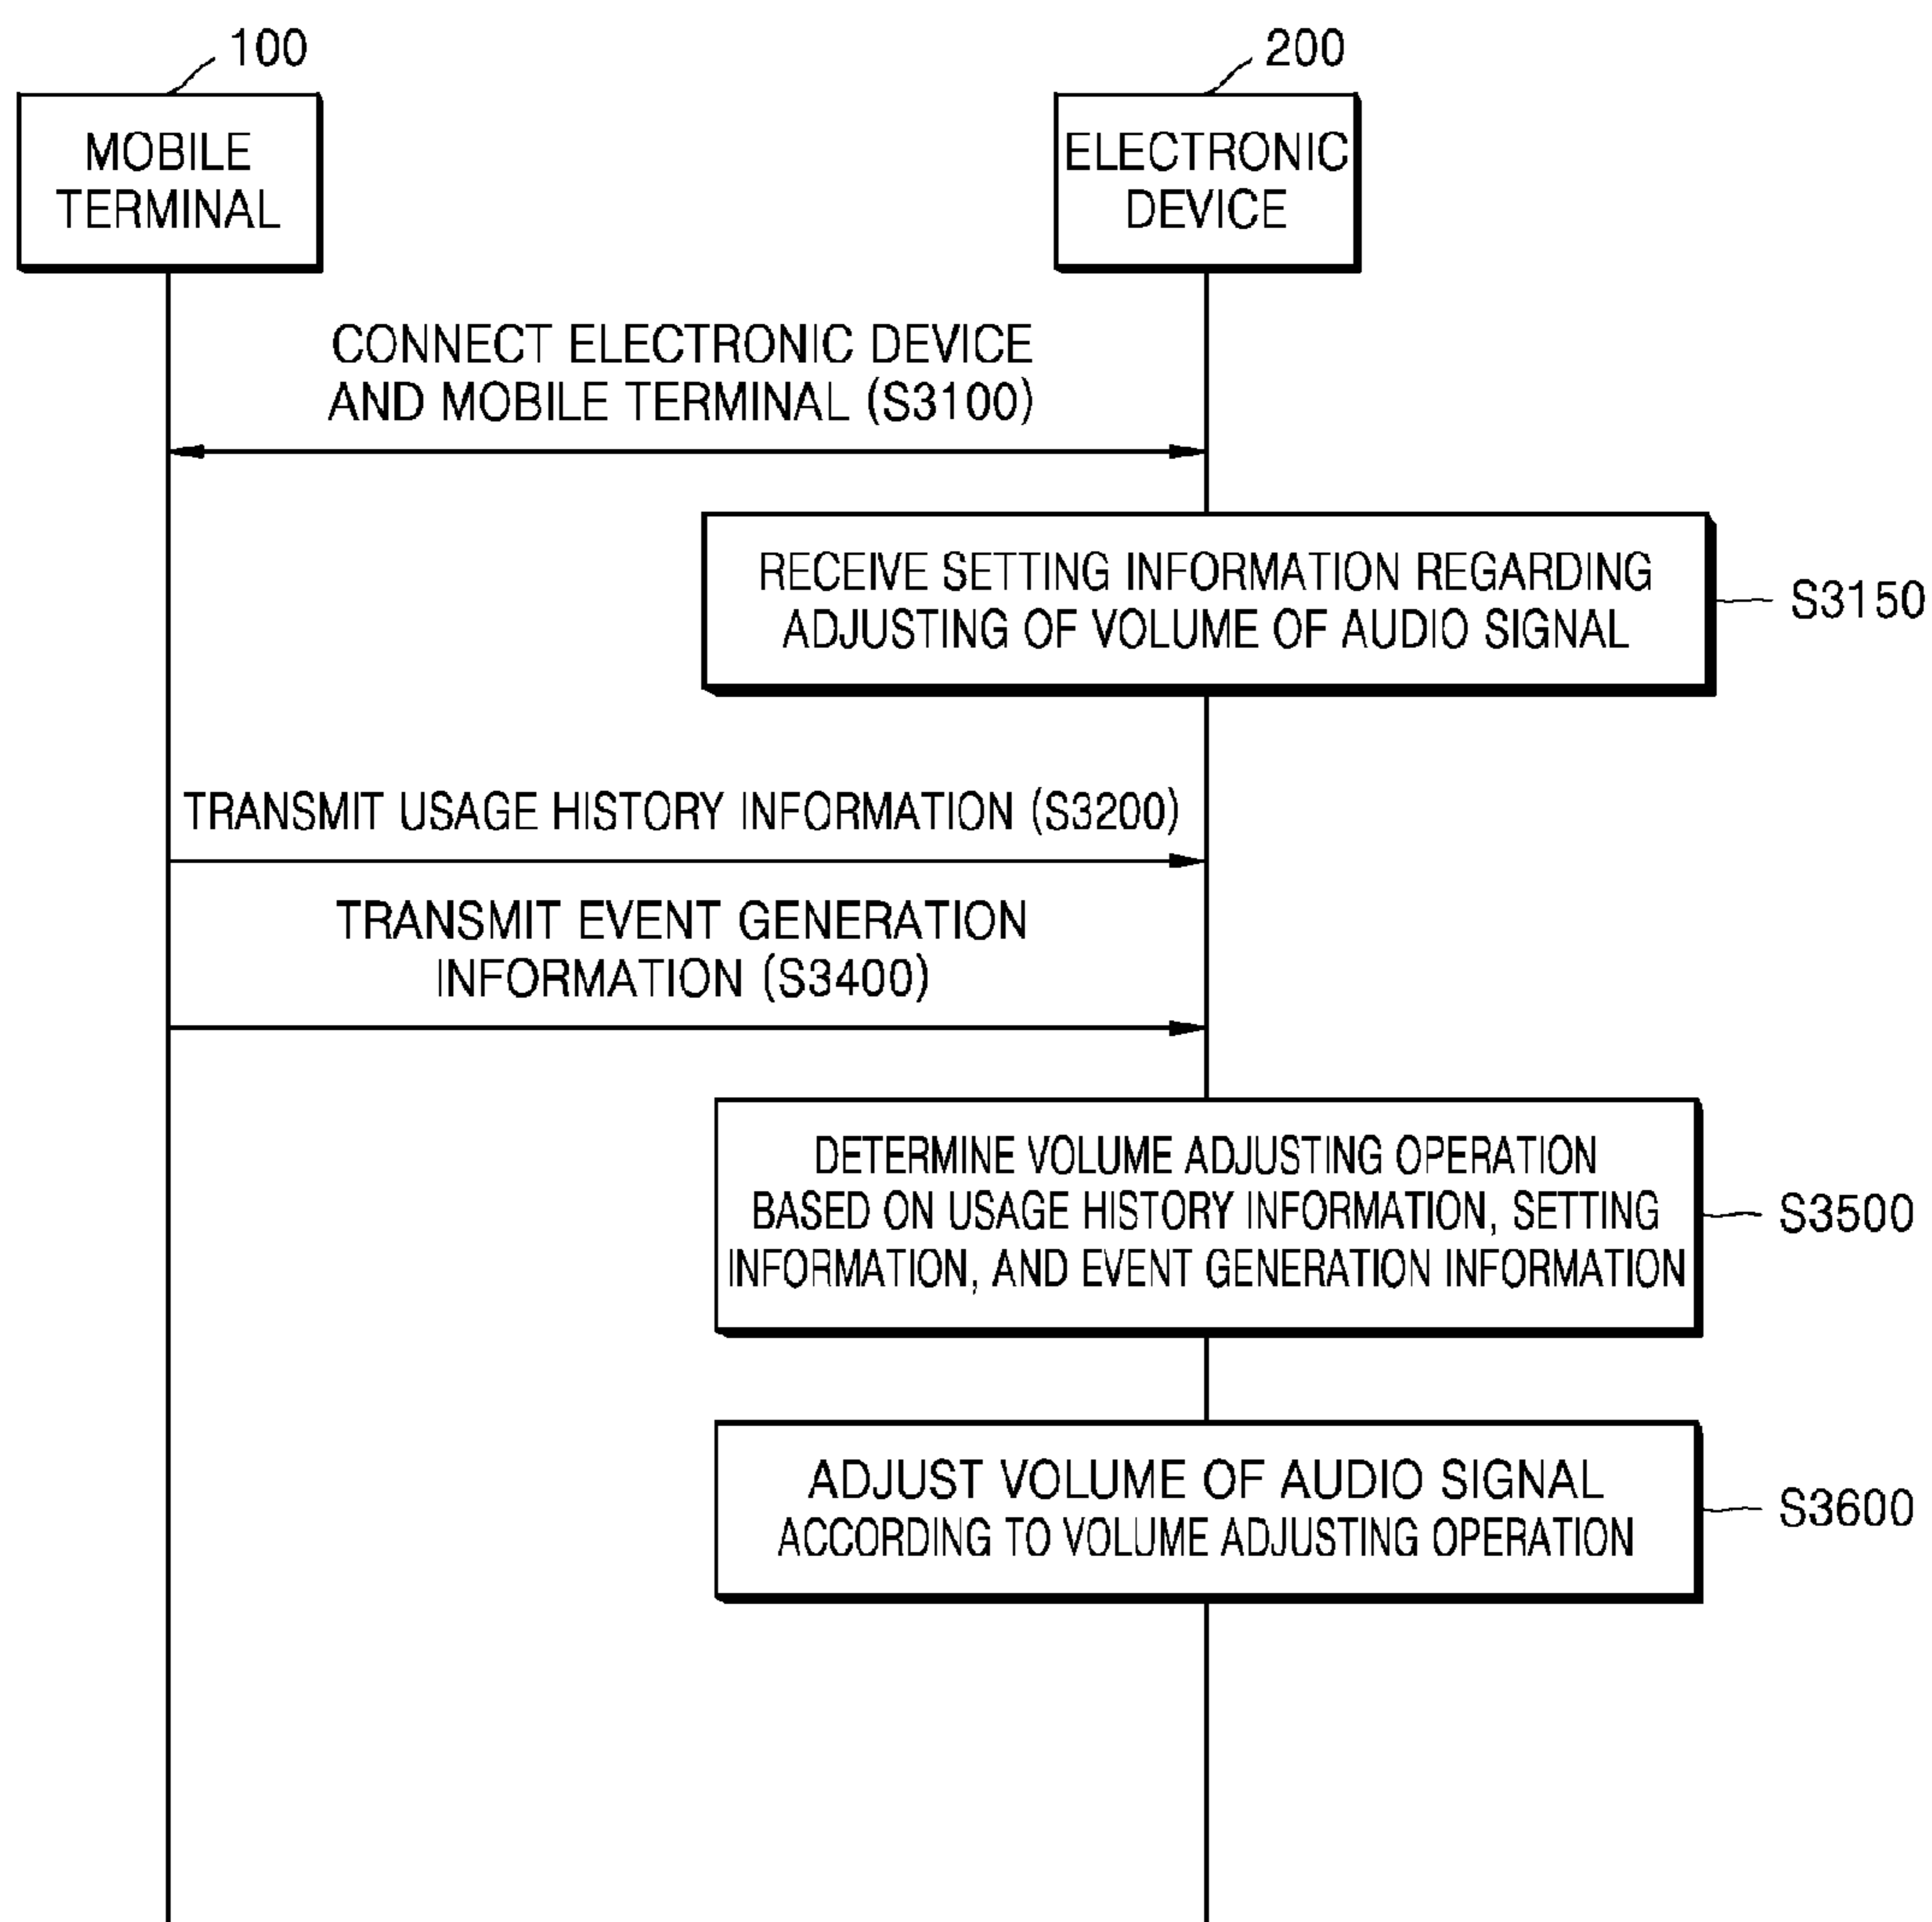 100
200
MOBILE
TERMINAL
ELECTRONIC
DEVICE
CONNECT ELECTRONIC DEVICE
AND MOBILE TERMINAL (S3100)
RECEIVE SETTING INFORMATION REGARDING
ADJUSTING OF VOLUME OF AUDIO SIGNAL
S3150
TRANSMIT USAGE HISTORY INFORMATION (S3200)
TRANSMIT EVENT GENERATION
INFORMATION (S3400)
DETERMINE VOLUME ADJUSTING OPERATION
BASED ON USAGE HISTORY INFORMATION, SETTING
INFORMATION, AND EVENT GENERATION INFORMATION
S3500
ADJUST VOLUME OF AUDIO SIGNAL
ACCORDING TO VOLUME ADJUSTING OPERATION
S3600